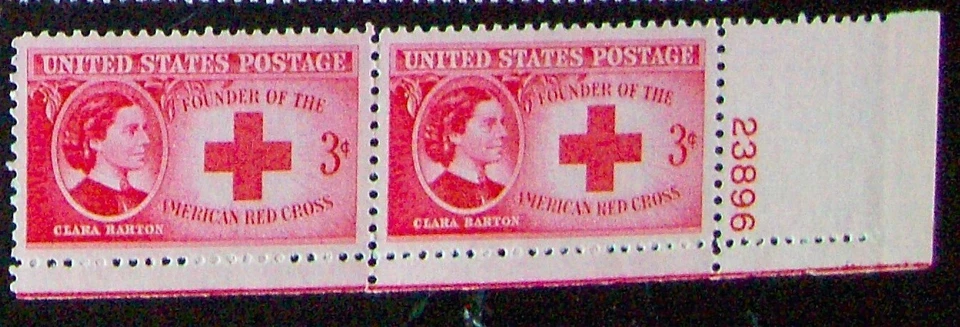 UNITED STATES POSTAGE
FOUNDER OF THE
3¢
AMERICAN RED CROSS
CLARA BARTON
UNITED STATES POSTAGE
FOUNDER OF THE
3¢
AMERICAN RED CROSS
CLARA BARTON
23896